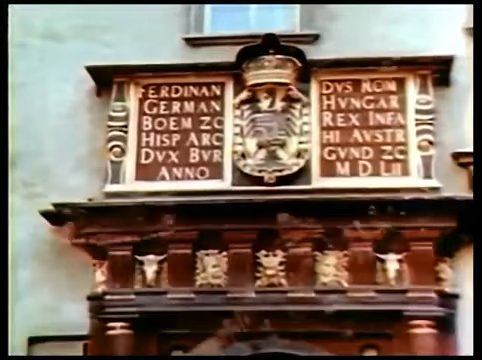 FERDINAN
GERMAN
BOEM ZC
HISP ARC
DVX BVR
ANNO
DVS ROM
HVNGAR
REX INFA
HI AVSTR
GVND ZC
M D LII